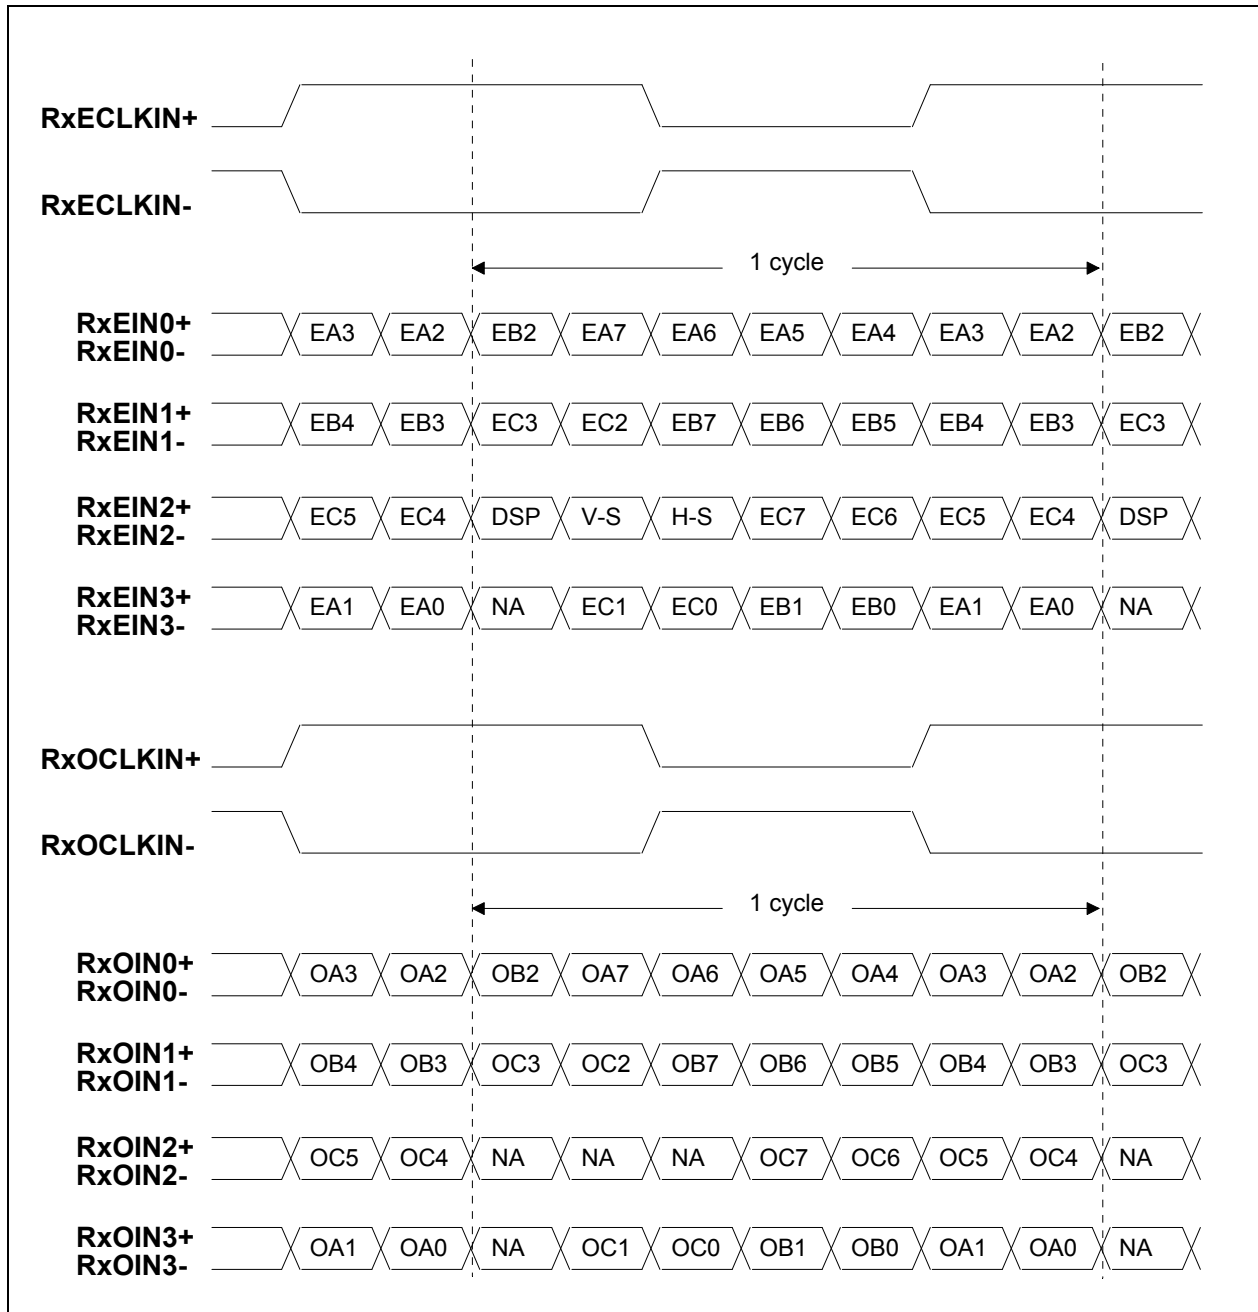 RxECLKIN+
RxECLKIN-
1 cycle
RxEIN0+
RxEIN0-
EA3 EA2 EB2 EA7 EA6 EA5 EA4 EA3 EA2 EB2
RxEIN1+
RxEIN1-
EB4 EB3 EC3 EC2 EB7 EB6 EB5 EB4 EB3 EC3
RxEIN2+
RxEIN2-
EC5 EC4 DSP V-S H-S EC7 EC6 EC5 EC4 DSP
RxEIN3+
RxEIN3-
EA1 EA0 NA EC1 EC0 EB1 EB0 EA1 EA0 NA
RxOCLKIN+
RxOCLKIN-
1 cycle
RxOIN0+
RxOIN0-
OA3 OA2 OB2 OA7 OA6 OA5 OA4 OA3 OA2 OB2
RxOIN1+
RxOIN1-
OB4 OB3 OC3 OC2 OB7 OB6 OB5 OB4 OB3 OC3
RxOIN2+
RxOIN2-
OC5 OC4 NA NA NA OC7 OC6 OC5 OC4 NA
RxOIN3+
RxOIN3-
OA1 OA0 NA OC1 OC0 OB1 OB0 OA1 OA0 NA